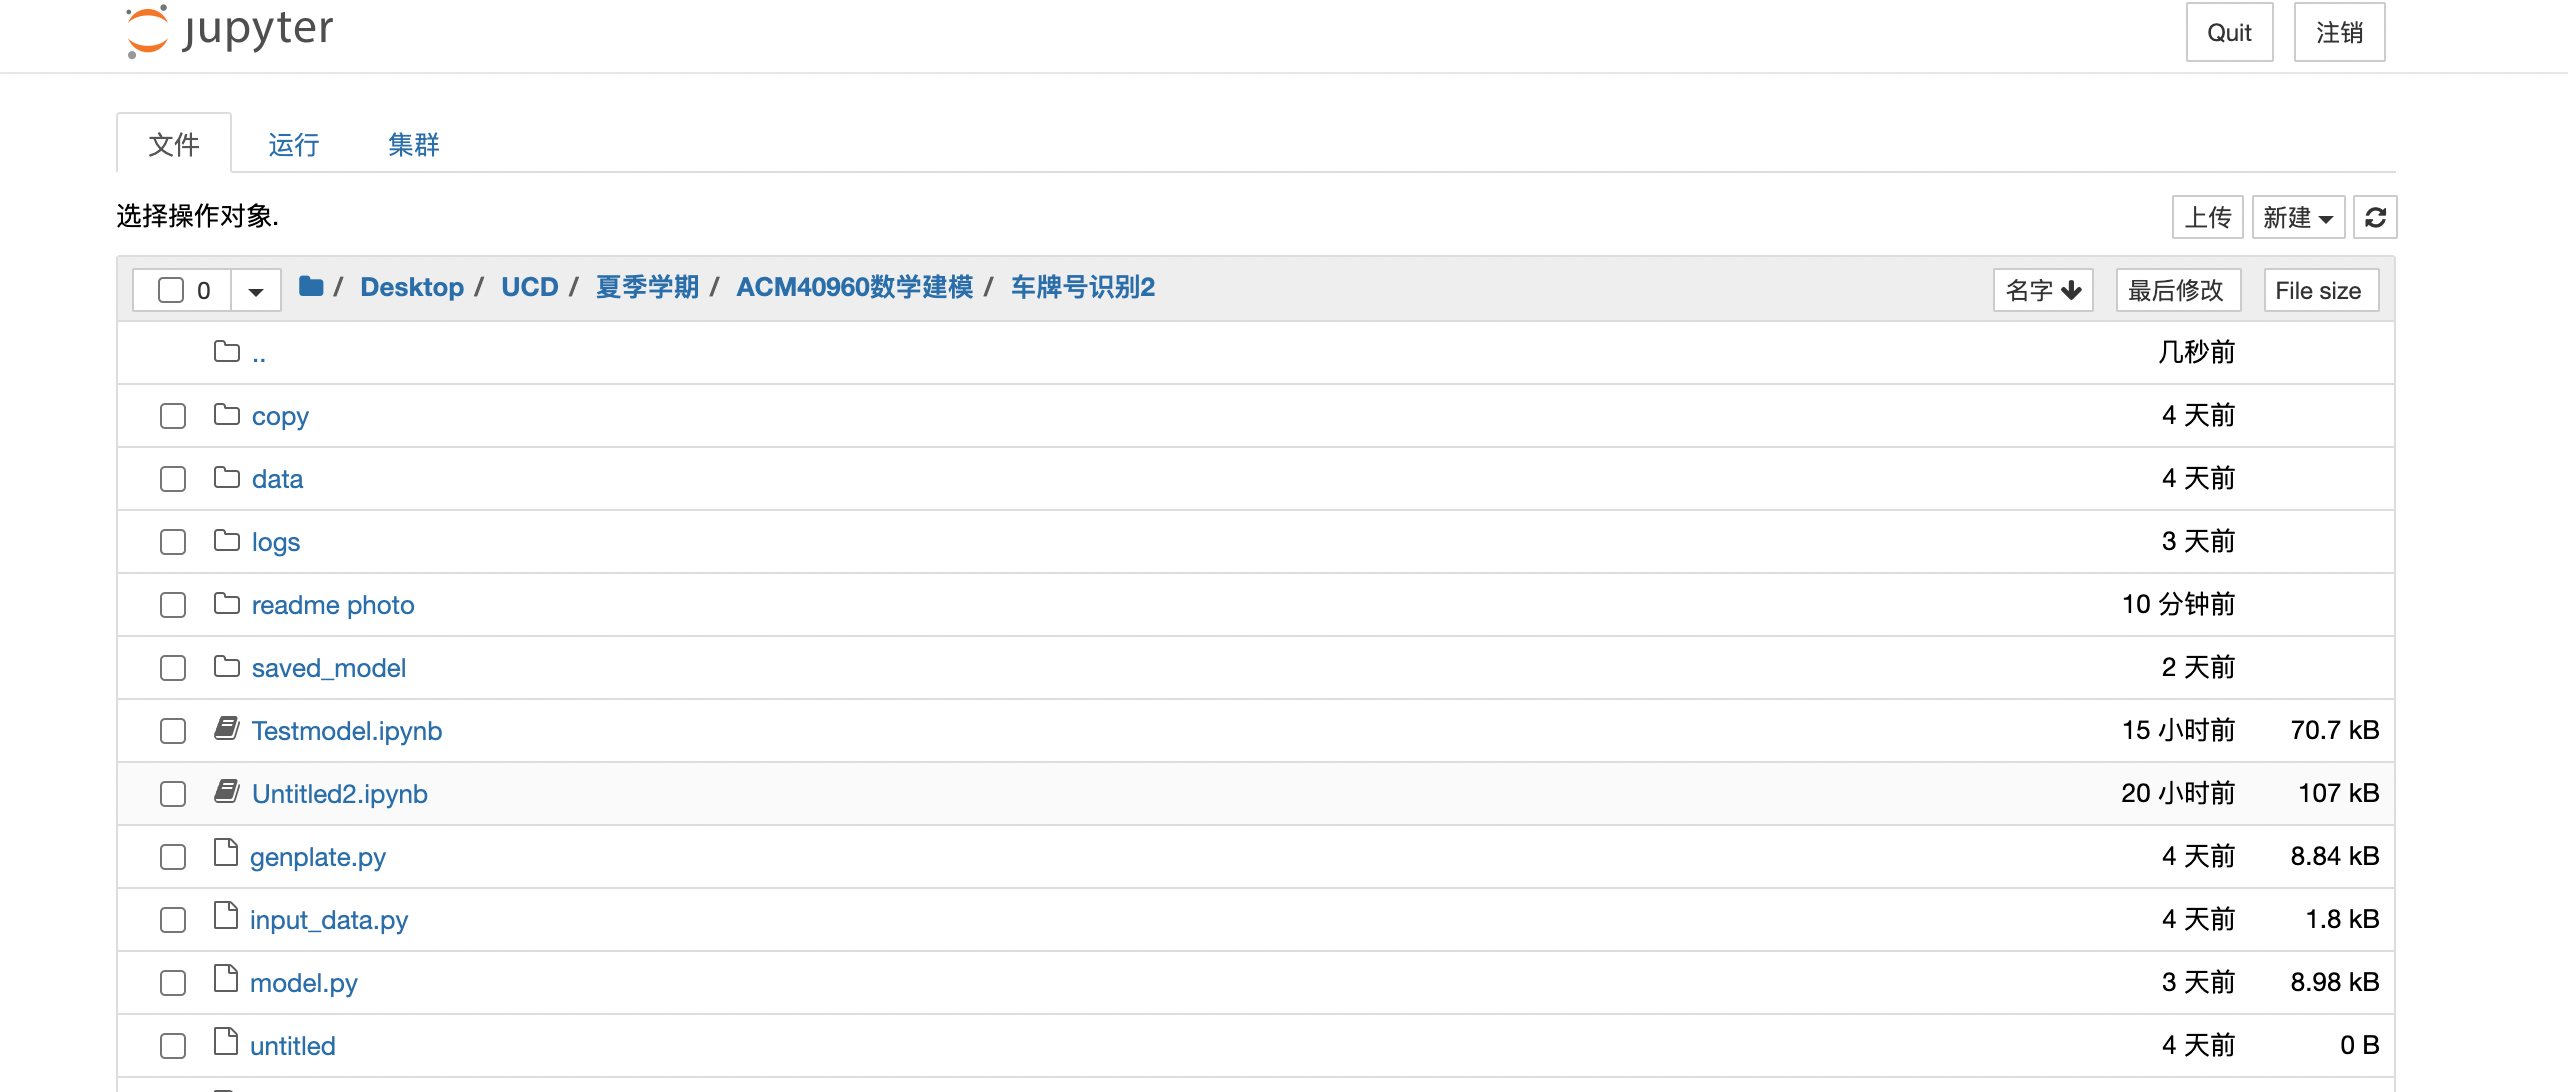 jupyter Quit 注销
文件 运行 集群
选择操作对象. 上传 新建
0 / Desktop / UCD / 夏季学期 / ACM40960数学建模 / 车牌号识别2 名字 最后修改 File size
.. 几秒前
copy 4 天前
data 4 天前
logs 3 天前
readme photo 10 分钟前
saved_model 2 天前
Testmodel.ipynb 15 小时前 70.7 kB
Untitled2.ipynb 20 小时前 107 kB
genplate.py 4 天前 8.84 kB
input_data.py 4 天前 1.8 kB
model.py 3 天前 8.98 kB
untitled 4 天前 0 B